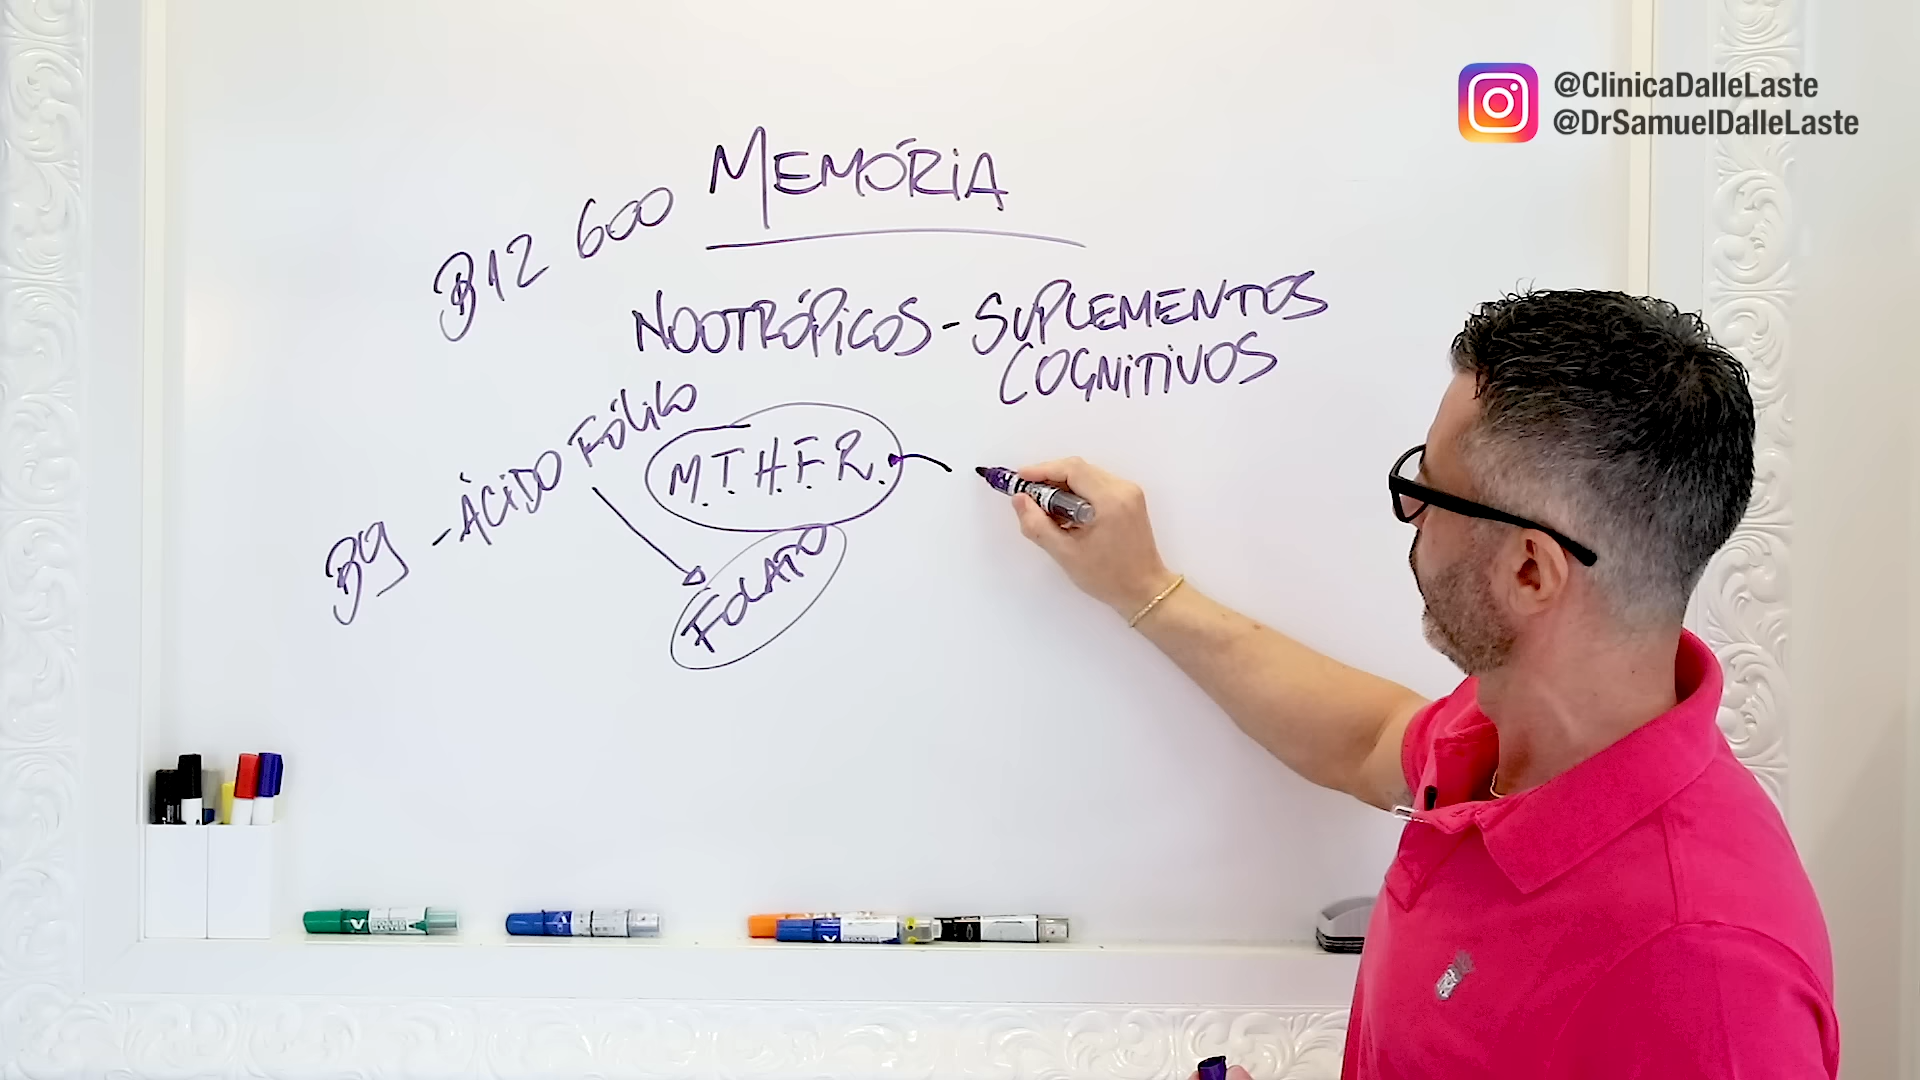 @ClinicaDalleLaste
@DrSamuelDalleLaste
MEMÓRIA
B12 600
NOOTRÓPICOS - SUPLEMENTOS
COGNITIVOS
B9 - ÁCIDO FÓLICO
M.T.H.F.R.
FOLATO